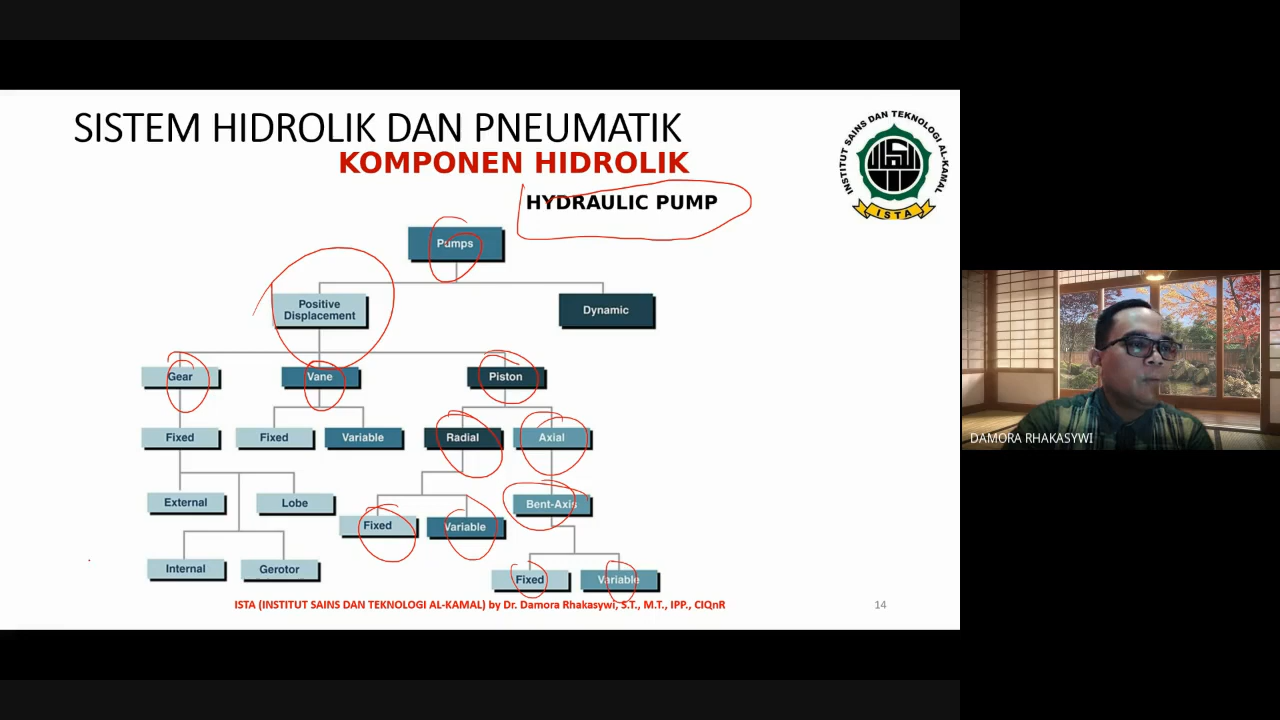 SISTEM HIDROLIK DAN PNEUMATIK
KOMPONEN HIDROLIK
HYDRAULIC PUMP
INSTITUT SAINS DAN TEKNOLOGI AL-KAMAL
ISTA
Pumps
Positive
Displacement
Dynamic
Gear
Vane
Piston
Fixed
Fixed
Variable
Radial
Axial
External
Lobe
Fixed
Variable
Bent-Axis
Internal
Gerotor
Fixed
Variable
ISTA (INSTITUT SAINS DAN TEKNOLOGI AL-KAMAL) by Dr. Damora Rhakasywi, S.T., M.T., IPP., CIQnR
14
DAMORA RHAKASYWI